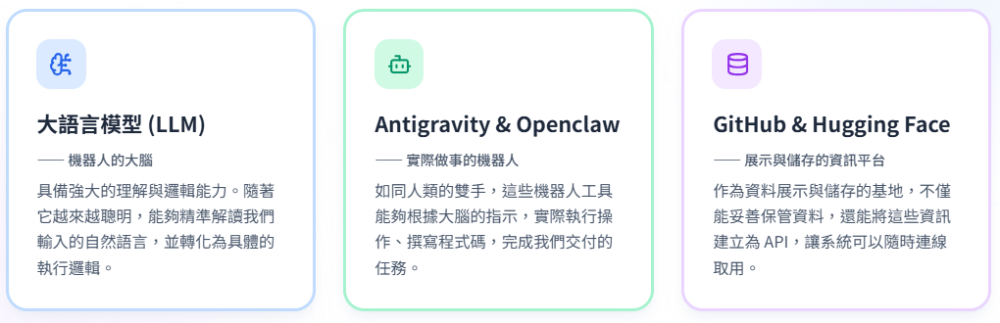 大語言模型 (LLM)
—— 機器人的大腦
具備強大的理解與邏輯能力。隨著
它越來越聰明，能夠精準解讀我們
輸入的自然語言，並轉化為具體的
執行邏輯。
Antigravity & Openclaw
—— 實際做事的機器人
如同人類的雙手，這些機器人工具
能夠根據大腦的指示，實際執行操
作、撰寫程式碼，完成我們交付的
任務。
GitHub & Hugging Face
—— 展示與儲存的資訊平台
作為資料展示與儲存的基地，不僅
能妥善保管資料，還能將這些資訊
建立為 API，讓系統可以隨時連線
取用。